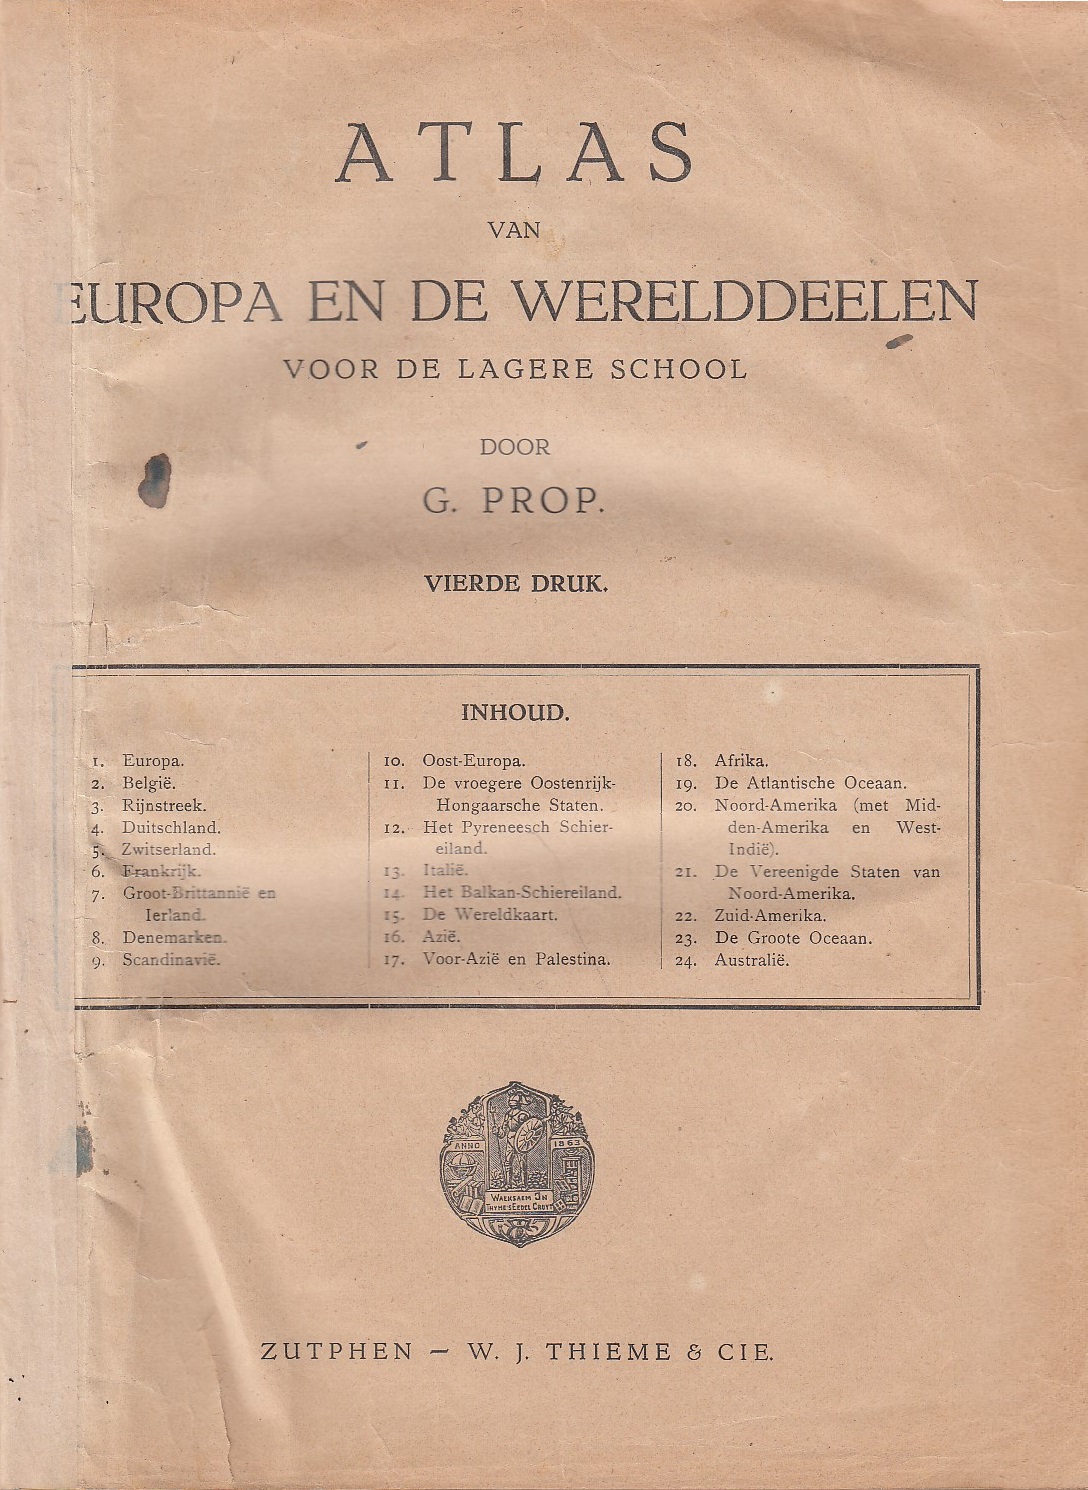 ATLAS
VAN
EUROPA EN DE WERELDDEELEN
VOOR DE LAGERE SCHOOL
DOOR
G. PROP.
VIERDE DRUK.
INHOUD.
1. Europa.
2. België.
3. Rijnstreek.
4. Duitschland.
5. Zwitserland.
6. Frankrijk.
7. Groot-Brittannië en
Ierland.
8. Denemarken.
9. Scandinavië.
10. Oost-Europa.
11. De vroegere Oostenrijk-
Hongaarsche Staten.
12. Het Pyreneesch Schier-
eiland.
13. Italië.
14. Het Balkan-Schiereiland.
15. De Wereldkaart.
16. Azië.
17. Voor-Azië en Palestina.
18. Afrika.
19. De Atlantische Oceaan.
20. Noord-Amerika (met Mid-
den-Amerika en West-
Indië).
21. De Vereenigde Staten van
Noord-Amerika.
22. Zuid-Amerika.
23. De Groote Oceaan.
24. Australië.
ANNO 1863
WAEKSAEM IN
THYME'S EEDEL CRUYT
ZUTPHEN — W. J. THIEME & CIE.